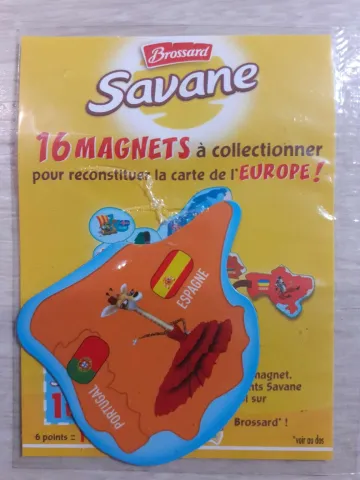 Brossard
Savane
16 MAGNETS à collectionner
pour reconstituer la carte de l'EUROPE !
ESPAGNE
PORTUGAL
magnet.
Savane
sur
Brossard* !
6 points =
*voir au dos